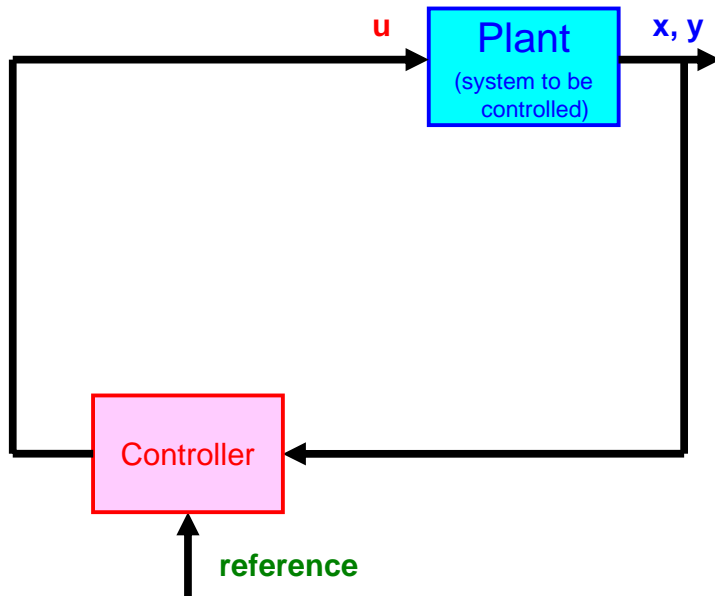 u
Plant
x, y
(system to be
controlled)
Controller
reference